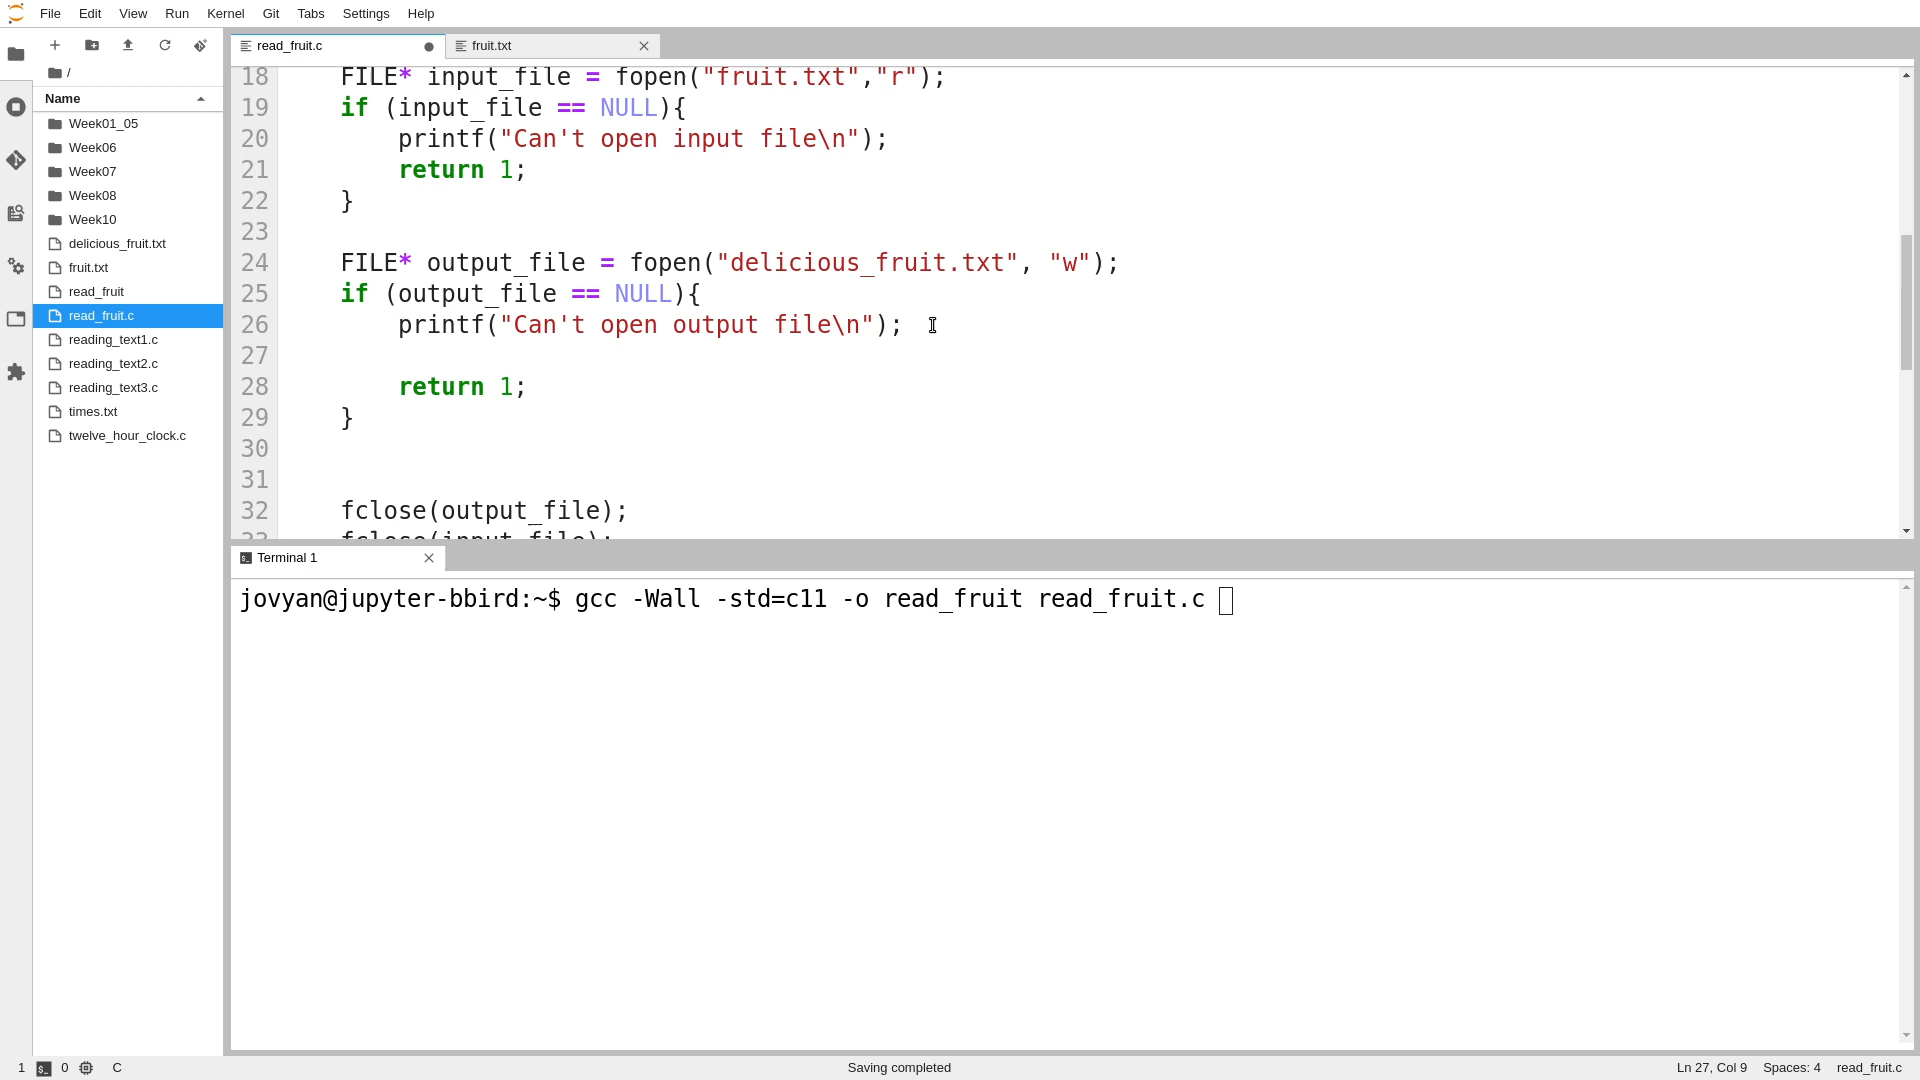 File Edit View Run Kernel Git Tabs Settings Help
read_fruit.c
fruit.txt
/
Name
Week01_05
Week06
Week07
Week08
Week10
delicious_fruit.txt
fruit.txt
read_fruit
read_fruit.c
reading_text1.c
reading_text2.c
reading_text3.c
times.txt
twelve_hour_clock.c
18 FILE* input_file = fopen("fruit.txt","r");
19 if (input_file == NULL){
20 printf("Can't open input file\n");
21 return 1;
22 }
23
24 FILE* output_file = fopen("delicious_fruit.txt", "w");
25 if (output_file == NULL){
26 printf("Can't open output file\n");
27
28 return 1;
29 }
30
31
32 fclose(output_file);
33 fclose(input_file);
Terminal 1
jovyan@jupyter-bbird:~$ gcc -Wall -std=c11 -o read_fruit read_fruit.c
1 $_ 0 C Saving completed Ln 27, Col 9 Spaces: 4 read_fruit.c